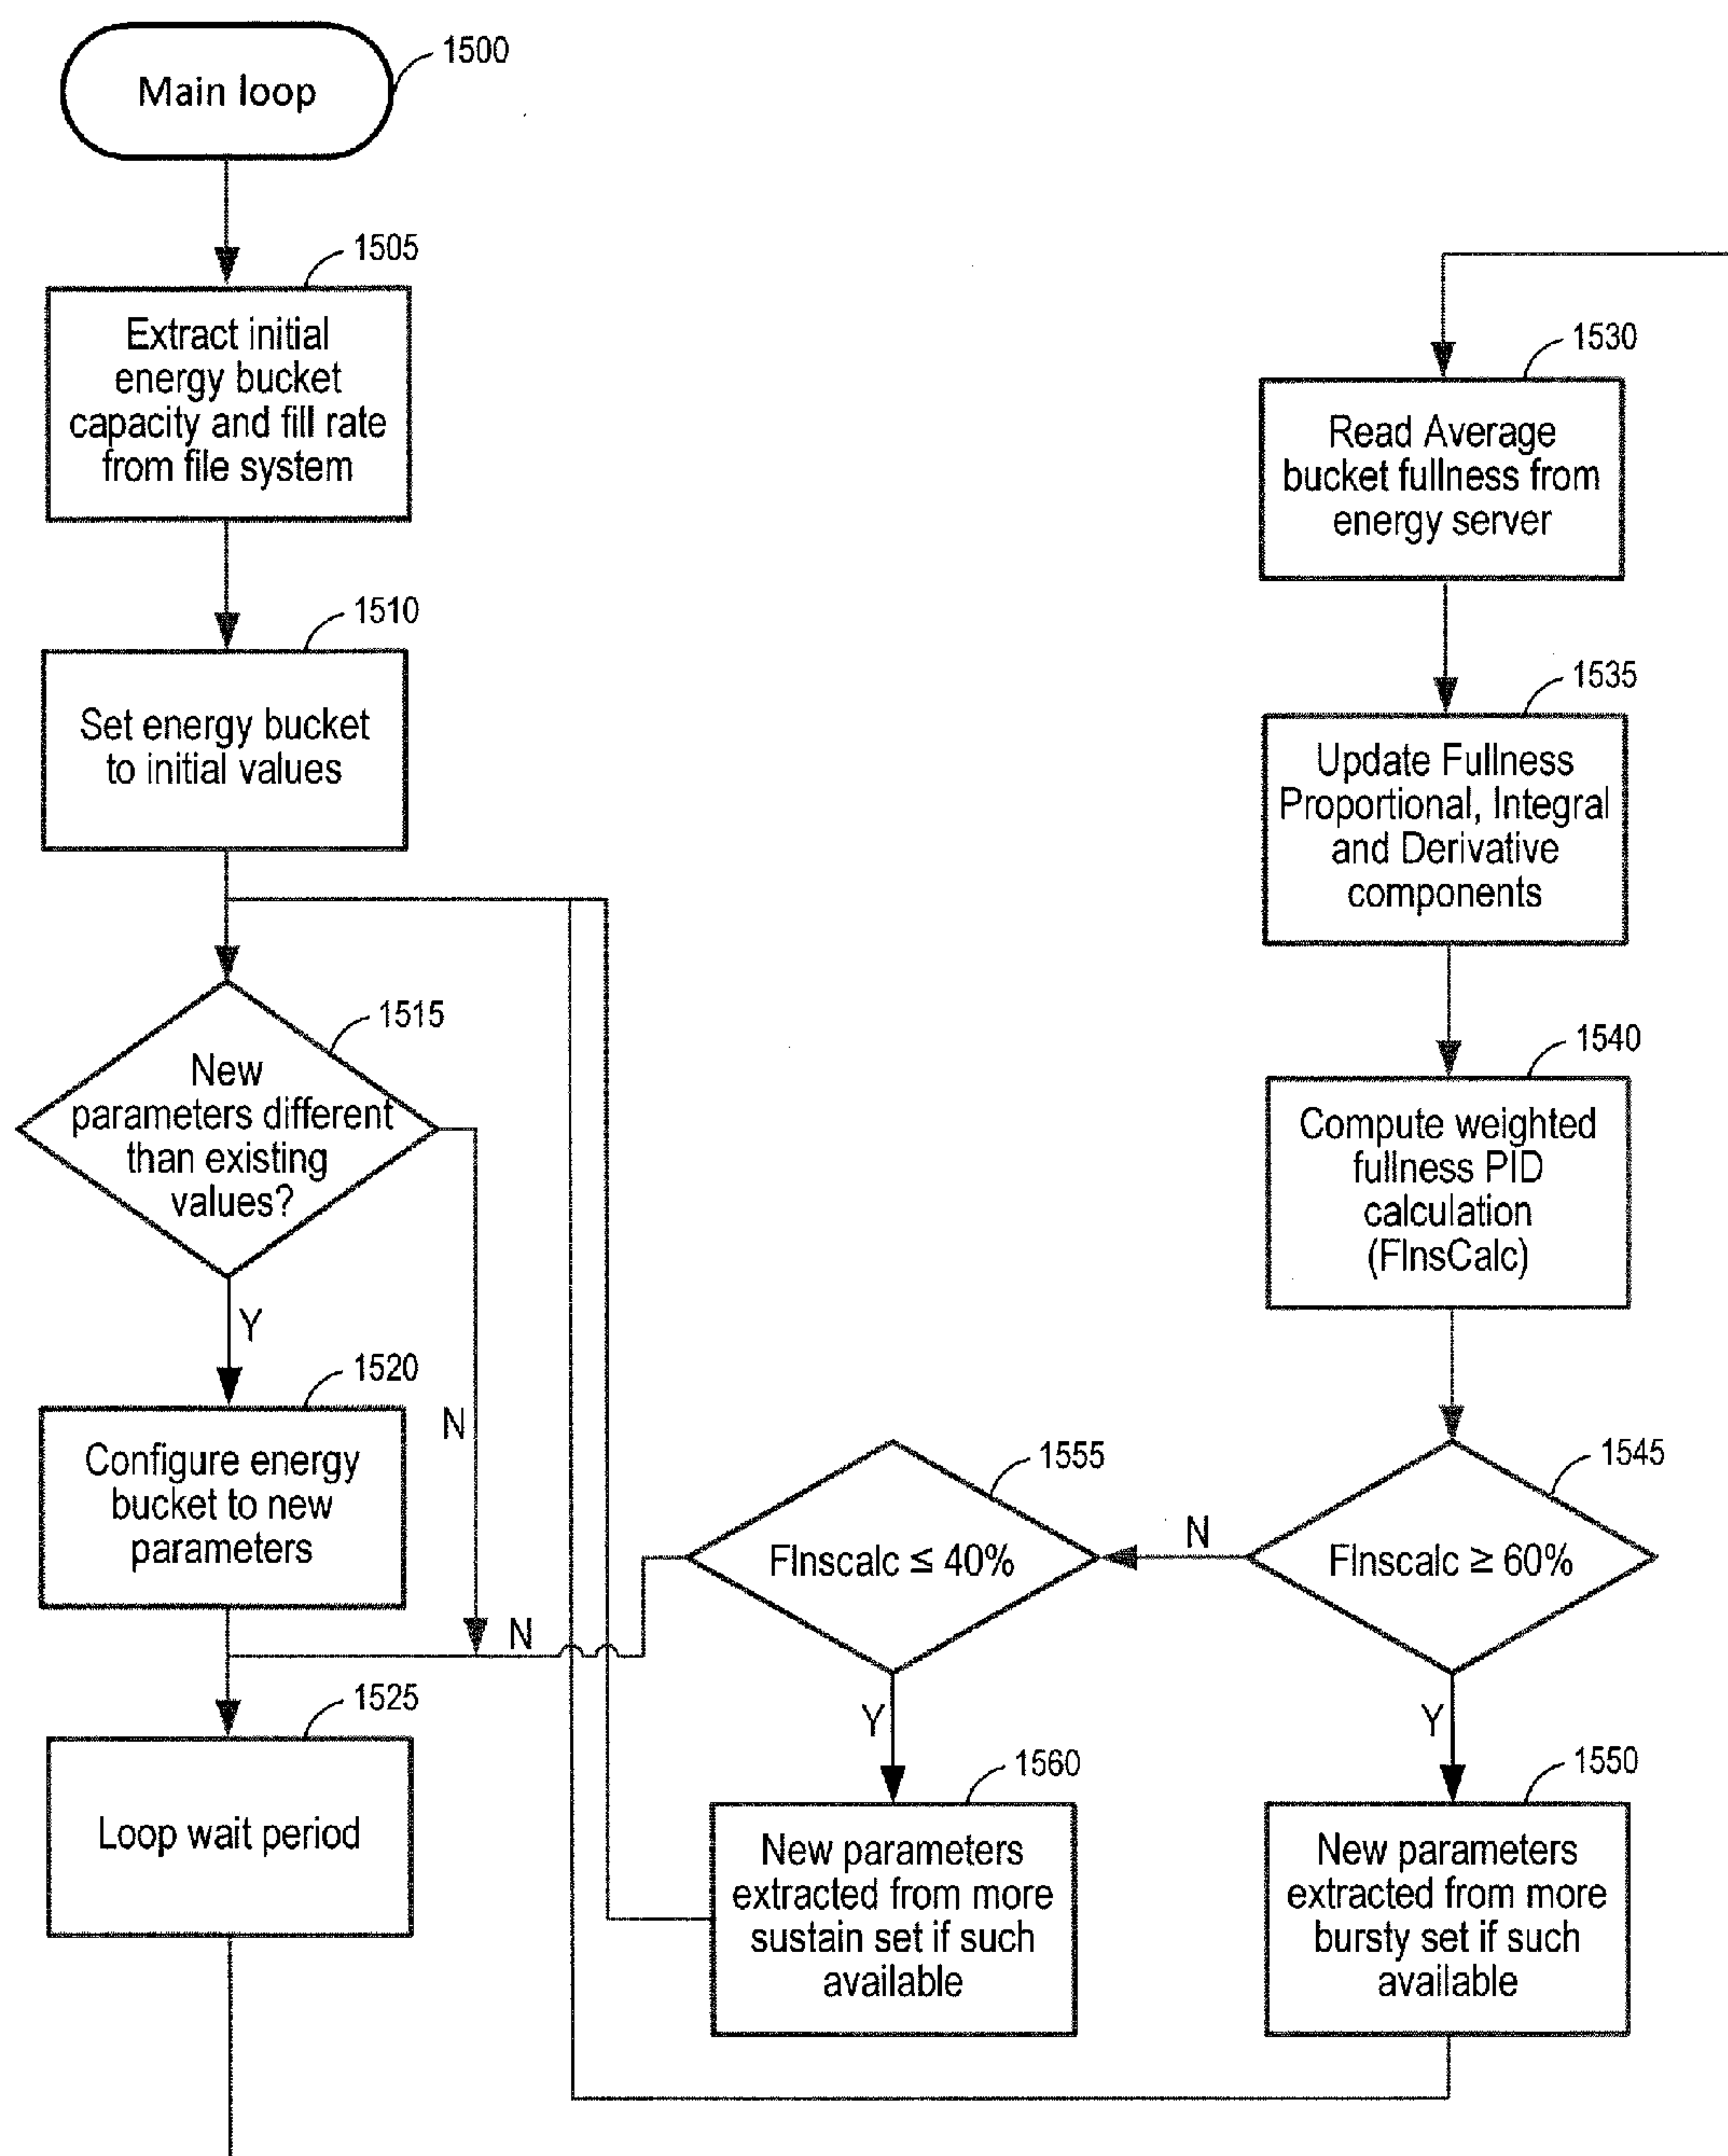 Main loop
1500
1505
Extract initial
energy bucket
capacity and fill rate
from file system
1510
Set energy bucket
to initial values
1515
New
parameters different
than existing
values?
Y
N
1520
Configure energy
bucket to new
parameters
N
1525
Loop wait period
1530
Read Average
bucket fullness from
energy server
1535
Update Fullness
Proportional, Integral
and Derivative
components
1540
Compute weighted
fullness PID
calculation
(FlnsCalc)
1545
Flnscalc ≥ 60%
N
Y
1555
Flnscalc ≤ 40%
Y
1560
New parameters
extracted from more
sustain set if such
available
1550
New parameters
extracted from more
bursty set if such
available